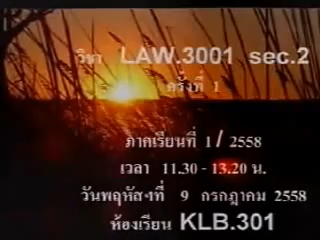 วิชา LAW.3001 sec.2
ครั้งที่ 1
ภาคเรียนที่ 1 / 2558
เวลา 11.30 - 13.20 น.
วันพฤหัสฯที่ 9 กรกฎาคม 2558
ห้องเรียน KLB.301